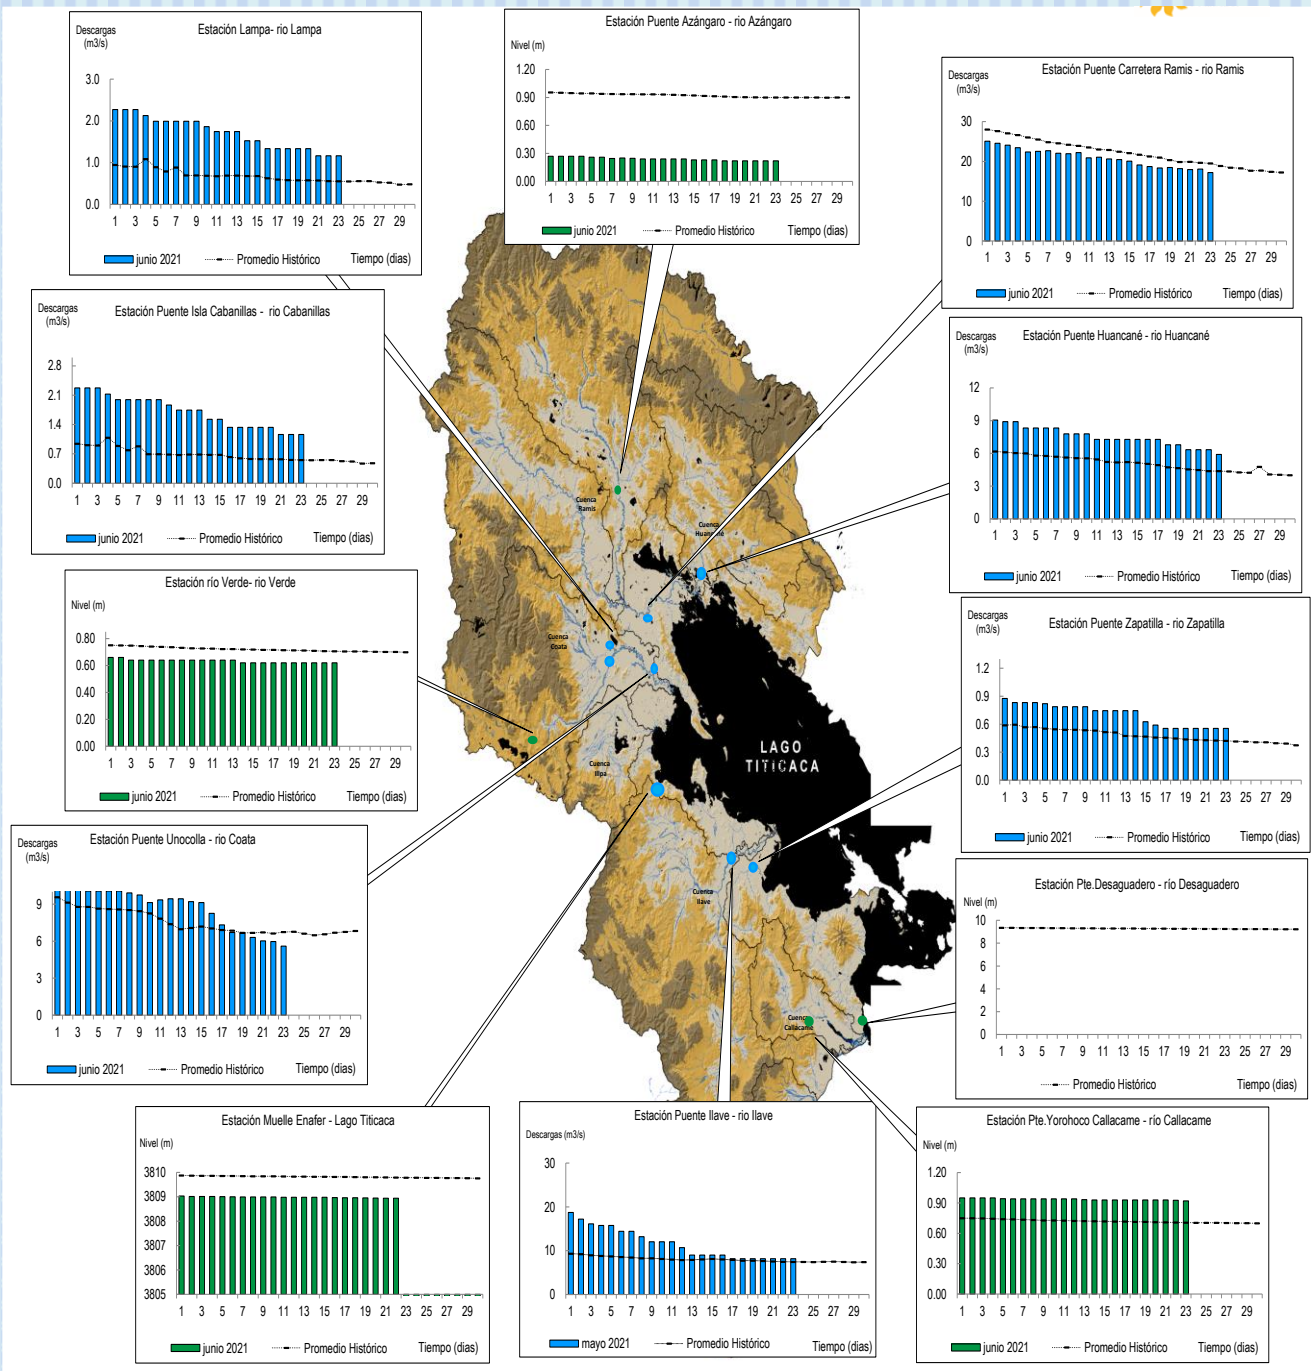 Estación Lampa- rio Lampa
Descargas
(m3/s)
3.0
2.0
1.0
0.0
1 3 5 7 9 11 13 15 17 19 21 23 25 27 29
junio 2021 Promedio Histórico Tiempo (dias)
Estación Puente Azángaro - rio Azángaro
Nivel (m)
1.20
0.90
0.60
0.30
0.00
1 3 5 7 9 11 13 15 17 19 21 23 25 27 29
junio 2021 Promedio Histórico Tiempo (dias)
Estación Puente Carretera Ramis - rio Ramis
Descargas
(m3/s)
30
20
10
0
1 3 5 7 9 11 13 15 17 19 21 23 25 27 29
junio 2021 Promedio Histórico Tiempo (dias)
Estación Puente Isla Cabanillas - rio Cabanillas
Descargas
(m3/s)
2.8
2.1
1.4
0.7
0.0
1 3 5 7 9 11 13 15 17 19 21 23 25 27 29
junio 2021 Promedio Histórico Tiempo (dias)
Estación Puente Huancané - rio Huancané
Descargas
(m3/s)
12
9
6
3
0
1 3 5 7 9 11 13 15 17 19 21 23 25 27 29
junio 2021 Promedio Histórico Tiempo (dias)
Estación río Verde- rio Verde
Nivel (m)
0.80
0.60
0.40
0.20
0.00
1 3 5 7 9 11 13 15 17 19 21 23 25 27 29
junio 2021 Promedio Histórico Tiempo (dias)
Estación Puente Zapatilla - rio Zapatilla
Descargas
(m3/s)
1.2
0.9
0.6
0.3
0.0
1 3 5 7 9 11 13 15 17 19 21 23 25 27 29
junio 2021 Promedio Histórico Tiempo (dias)
Cuenca
Ramis
Cuenca
Huancané
Cuenca
Coata
Cuenca
Illpa
LAGO
TITICACA
Cuenca
Ilave
Cuenca
Callacame
Estación Puente Unocolla - rio Coata
Descargas
(m3/s)
9
6
3
0
1 3 5 7 9 11 13 15 17 19 21 23 25 27 29
junio 2021 Promedio Histórico Tiempo (dias)
Estación Pte.Desaguadero - río Desaguadero
Nivel (m)
10
8
6
4
2
0
1 3 5 7 9 11 13 15 17 19 21 23 25 27 29
Promedio Histórico Tiempo (dias)
Estación Muelle Enafer - Lago Titicaca
Nivel (m)
3810
3809
3808
3807
3806
3805
1 3 5 7 9 11 13 15 17 19 21 23 25 27 29
junio 2021 Promedio Histórico Tiempo (dias)
Estación Puente Ilave - rio Ilave
Descargas (m3/s)
30
20
10
0
1 3 5 7 9 11 13 15 17 19 21 23 25 27 29
mayo 2021 Promedio Histórico Tiempo (dias)
Estación Pte.Yorohoco Callacame - río Callacame
Nivel (m)
1.20
0.90
0.60
0.30
0.00
1 3 5 7 9 11 13 15 17 19 21 23 25 27 29
junio 2021 Promedio Histórico Tiempo (dias)